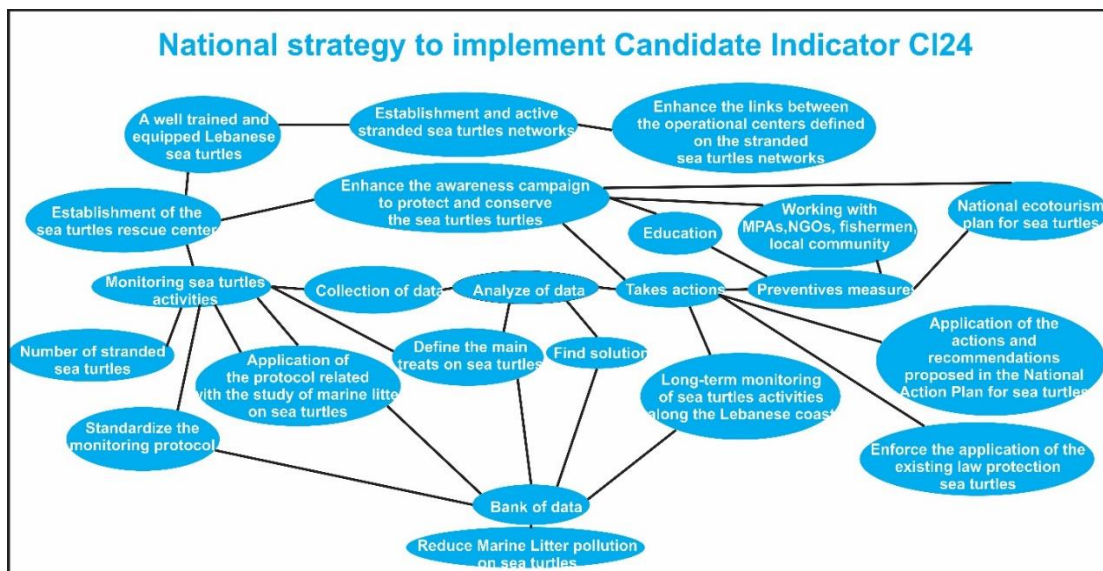 National strategy to implement Candidate Indicator CI24
A well trained and
equipped Lebanese
sea turtles
Establishment and active
stranded sea turtles networks
Enhance the links between
the operational centers defined
on the stranded
sea turtles networks
Establishment of the
sea turtles rescue center
Enhance the awareness campaign
to protect and conserve
the sea turtles turtles
Education
Working with
MPAs,NGOs, fishermen,
local community
National ecotourism
plan for sea turtles
Monitoring sea turtles
activities
Collection of data
Analyze of data
Takes actions
Preventives measure
Number of stranded
sea turtles
Application of
the protocol related
with the study of marine litte
on sea turtles
Define the main
treats on sea turtles
Find solution
Long-term monitoring
of sea turtles activities
along the Lebanese coast
Application of the
actions and
recommendations
proposed in the National
Action Plan for sea turtles
Standardize the
monitoring protocol
Enforce the application of the
existing law protection
sea turtles
Bank of data
Reduce Marine Litter pollution
on sea turtles